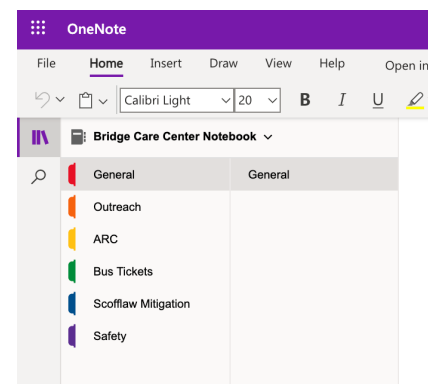 OneNote
File Home Insert Draw View Help Open in
Calibri Light 20 B I U
Bridge Care Center Notebook
General General
Outreach
ARC
Bus Tickets
Scofflaw Mitigation
Safety